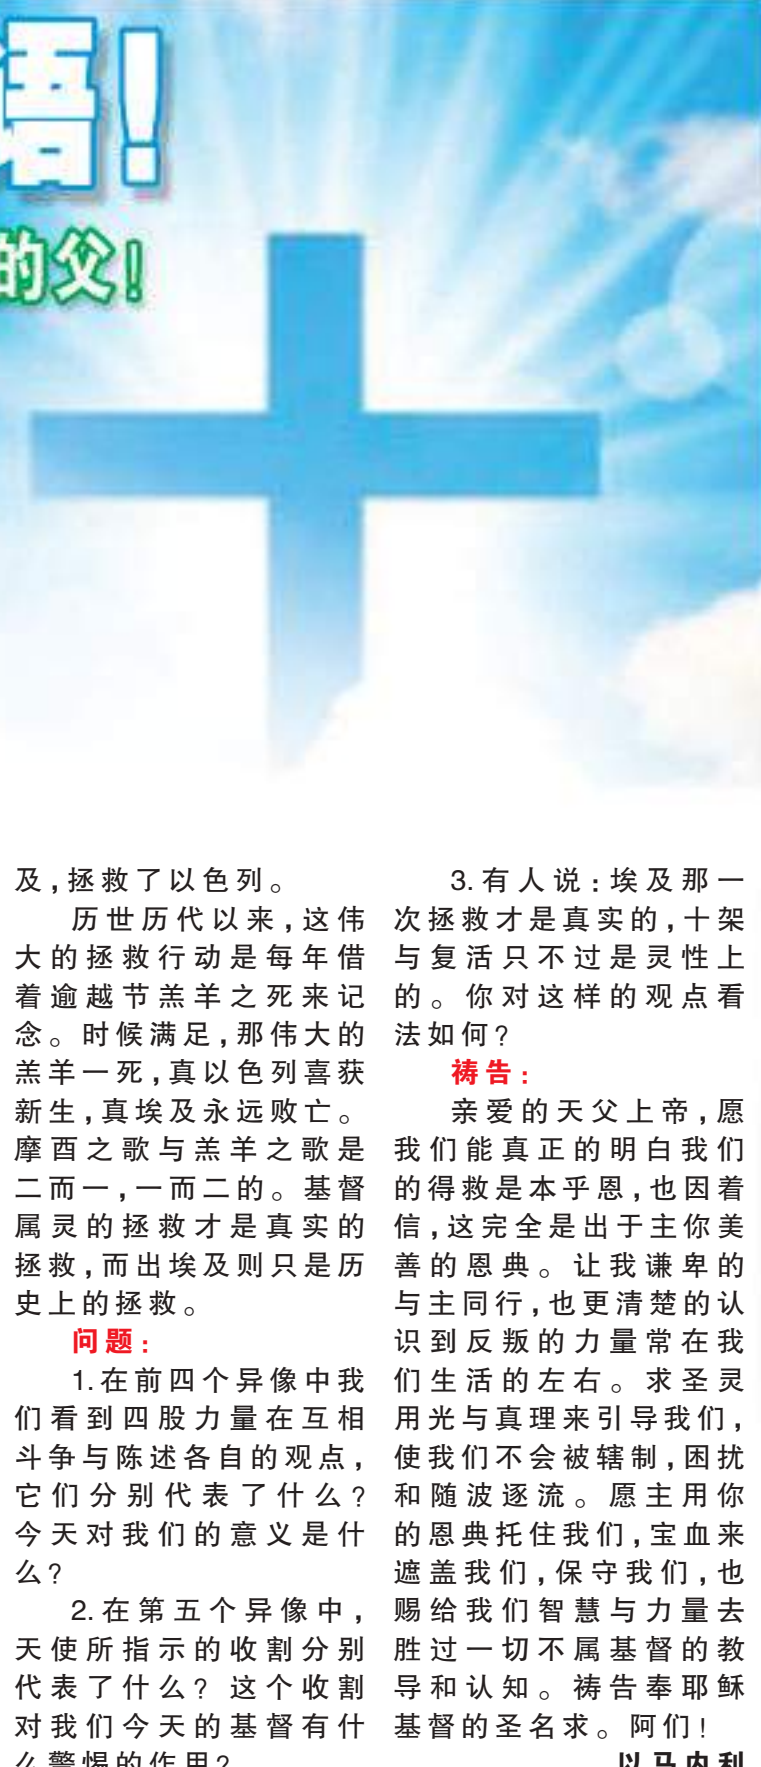 语!
的父!
及,拯救了以色列。
历世历代以来,这伟
大的拯救行动是每年借
着逾越节羔羊之死来记
念。时候满足,那伟大的
羔羊一死,真以色列喜获
新生,真埃及永远败亡。
摩西之歌与羔羊之歌是
二而一,一而二的。基督
属灵的拯救才是真实的
拯救,而出埃及则只是历
史上的拯救。
问题:
1.在前四个异像中我
们看到四股力量在互相
斗争与陈述各自的观点,
它们分别代表了什么?
今天对我们的意义是什
么?
2.在第五个异像中,
天使所指示的收割分别
代表了什么?这个收割
对我们今天的基督有什
么警惕的作用?
3.有人说:埃及那一
次拯救才是真实的,十架
与复活只不过是灵性上
的。你对这样的观点看
法如何?
祷告:
亲爱的天父上帝,愿
我们能真正的明白我们
的得救是本乎恩,也因着
信,这完全是出于主你美
善的恩典。让我谦卑的
与主同行,也更清楚的认
识到反叛的力量常在我
们生活的左右。求圣灵
用光与真理来引导我们,
使我们不会被辖制,困扰
和随波逐流。愿主用你
的恩典托住我们,宝血来
遮盖我们,保守我们,也
赐给我们智慧与力量去
胜过一切不属基督的教
导和认知。祷告奉耶稣
基督的圣名求。阿们!
以马内利